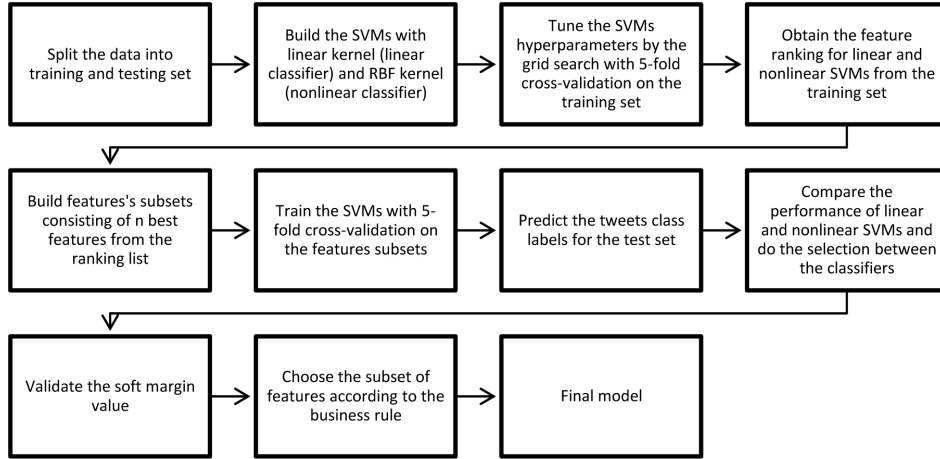 Split the data into
training and testing set
Build the SVMs with
linear kernel (linear
classifier) and RBF kernel
(nonlinear classifier)
Tune the SVMs
hyperparameters by the
grid search with 5-fold
cross-validation on the
training set
Obtain the feature
ranking for linear and
nonlinear SVMs from the
training set
Build features's subsets
consisting of n best
features from the
ranking list
Train the SVMs with 5-
fold cross-validation on
the features subsets
Predict the tweets class
labels for the test set
Compare the
performance of linear
and nonlinear SVMs and
do the selection between
the classifiers
Validate the soft margin
value
Choose the subset of
features according to the
business rule
Final model